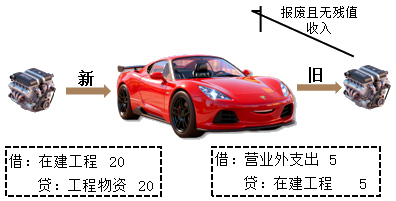 报废且无残值
收入
新
旧
借：在建工程 20
贷：工程物资 20
借：营业外支出 5
贷：在建工程 5